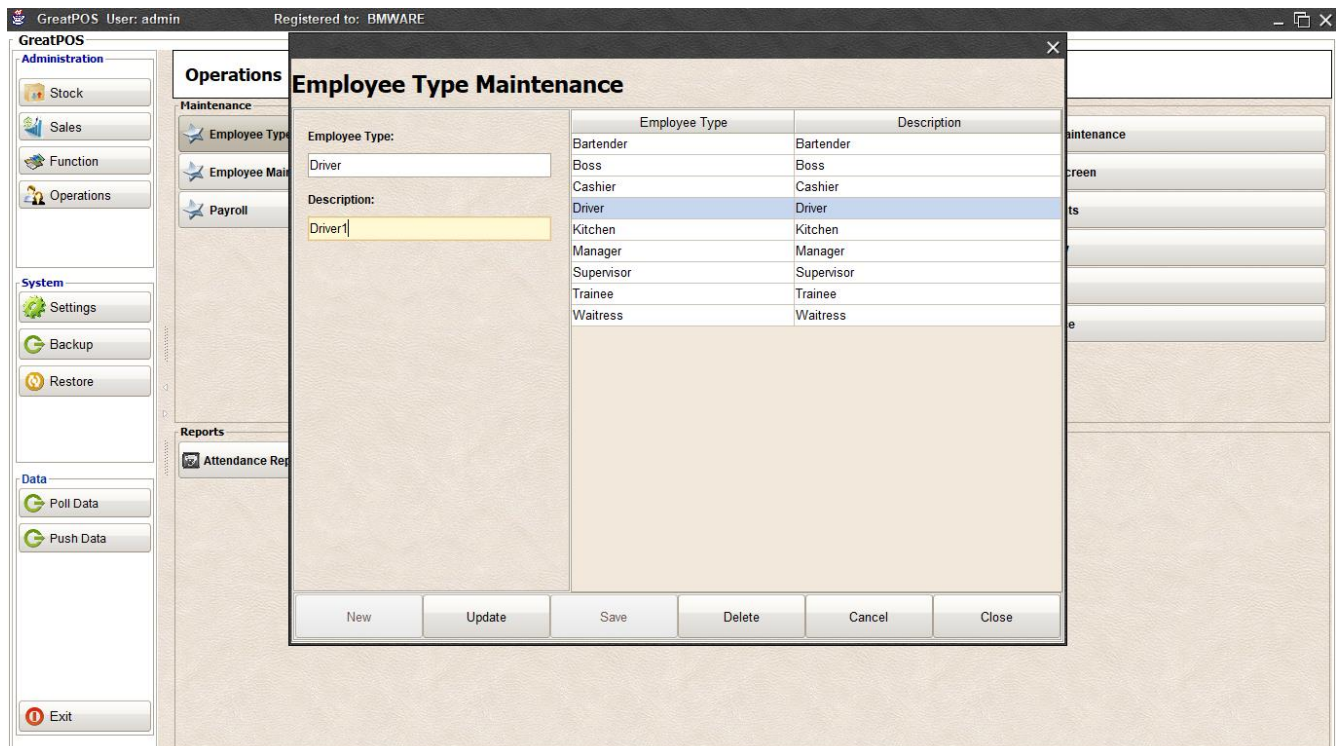 GreatPOS User: admin Registered to: BMWARE
GreatPOS
Administration
Stock
Sales
Function
Operations
System
Settings
Backup
Restore
Data
Poll Data
Push Data
Exit
Operations
Maintenance
Employee Type
Employee Mai
Payroll
Reports
Attendance Rep
Employee Type Maintenance
Employee Type:
Driver
Description:
Driver1
Employee Type Description
Bartender Bartender
Boss Boss
Cashier Cashier
Driver Driver
Kitchen Kitchen
Manager Manager
Supervisor Supervisor
Trainee Trainee
Waitress Waitress
New Update Save Delete Cancel Close
aintenance
creen
ts
e